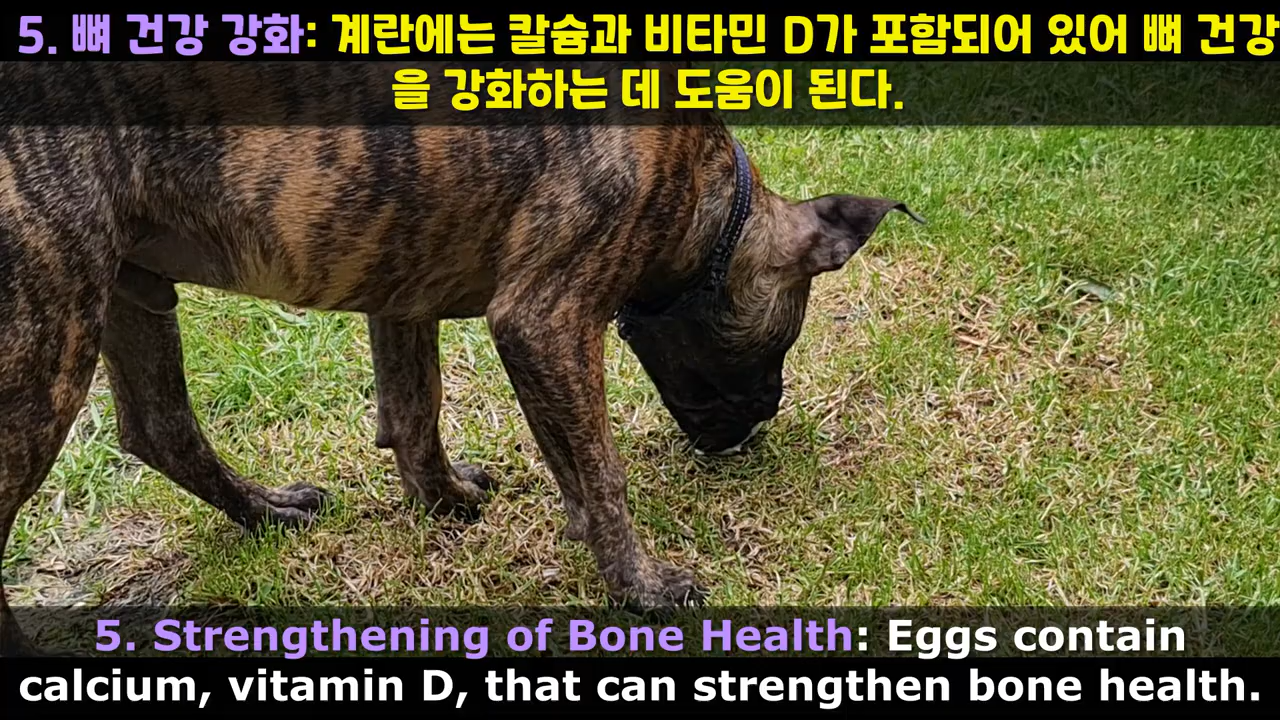 5. 뼈 건강 강화: 계란에는 칼슘과 비타민 D가 포함되어 있어 뼈 건강
을 강화하는 데 도움이 된다.
5. Strengthening of Bone Health: Eggs contain
calcium, vitamin D, that can strengthen bone health.